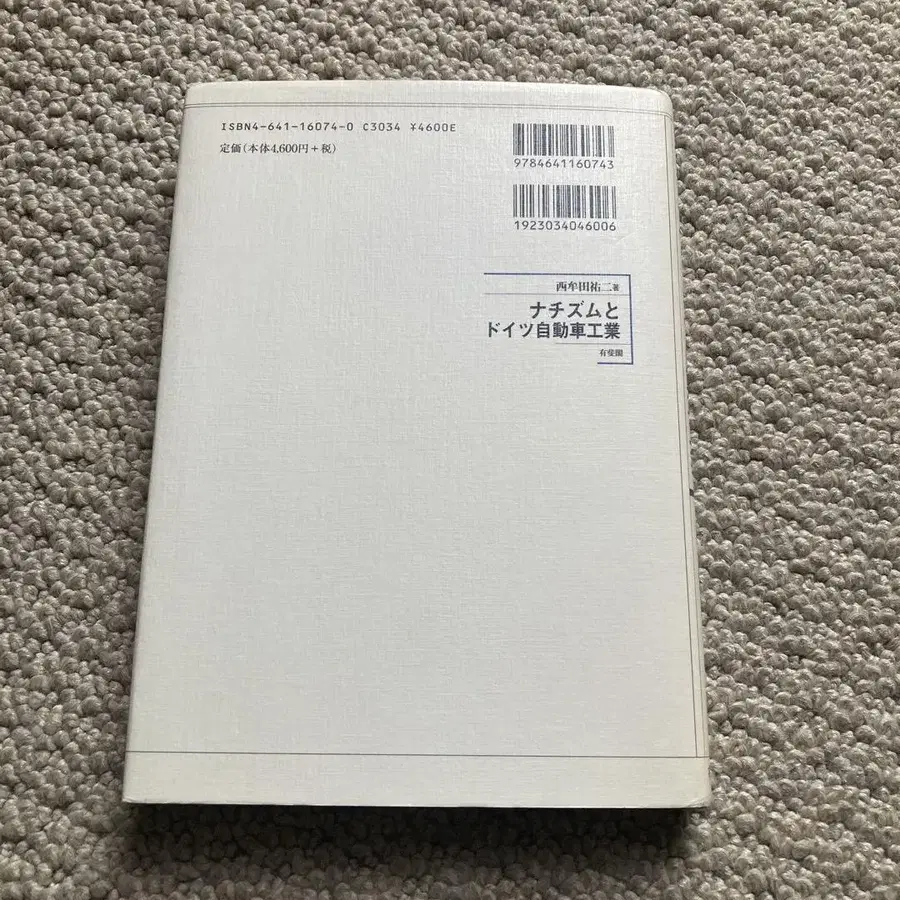 ISBN4-641-16074-0 C3034 ¥4600E
定価(本体4,600円+税)
9784641160743
1923034046006
西牟田祐二著
ナチズムと
ドイツ自動車工業
有斐閣